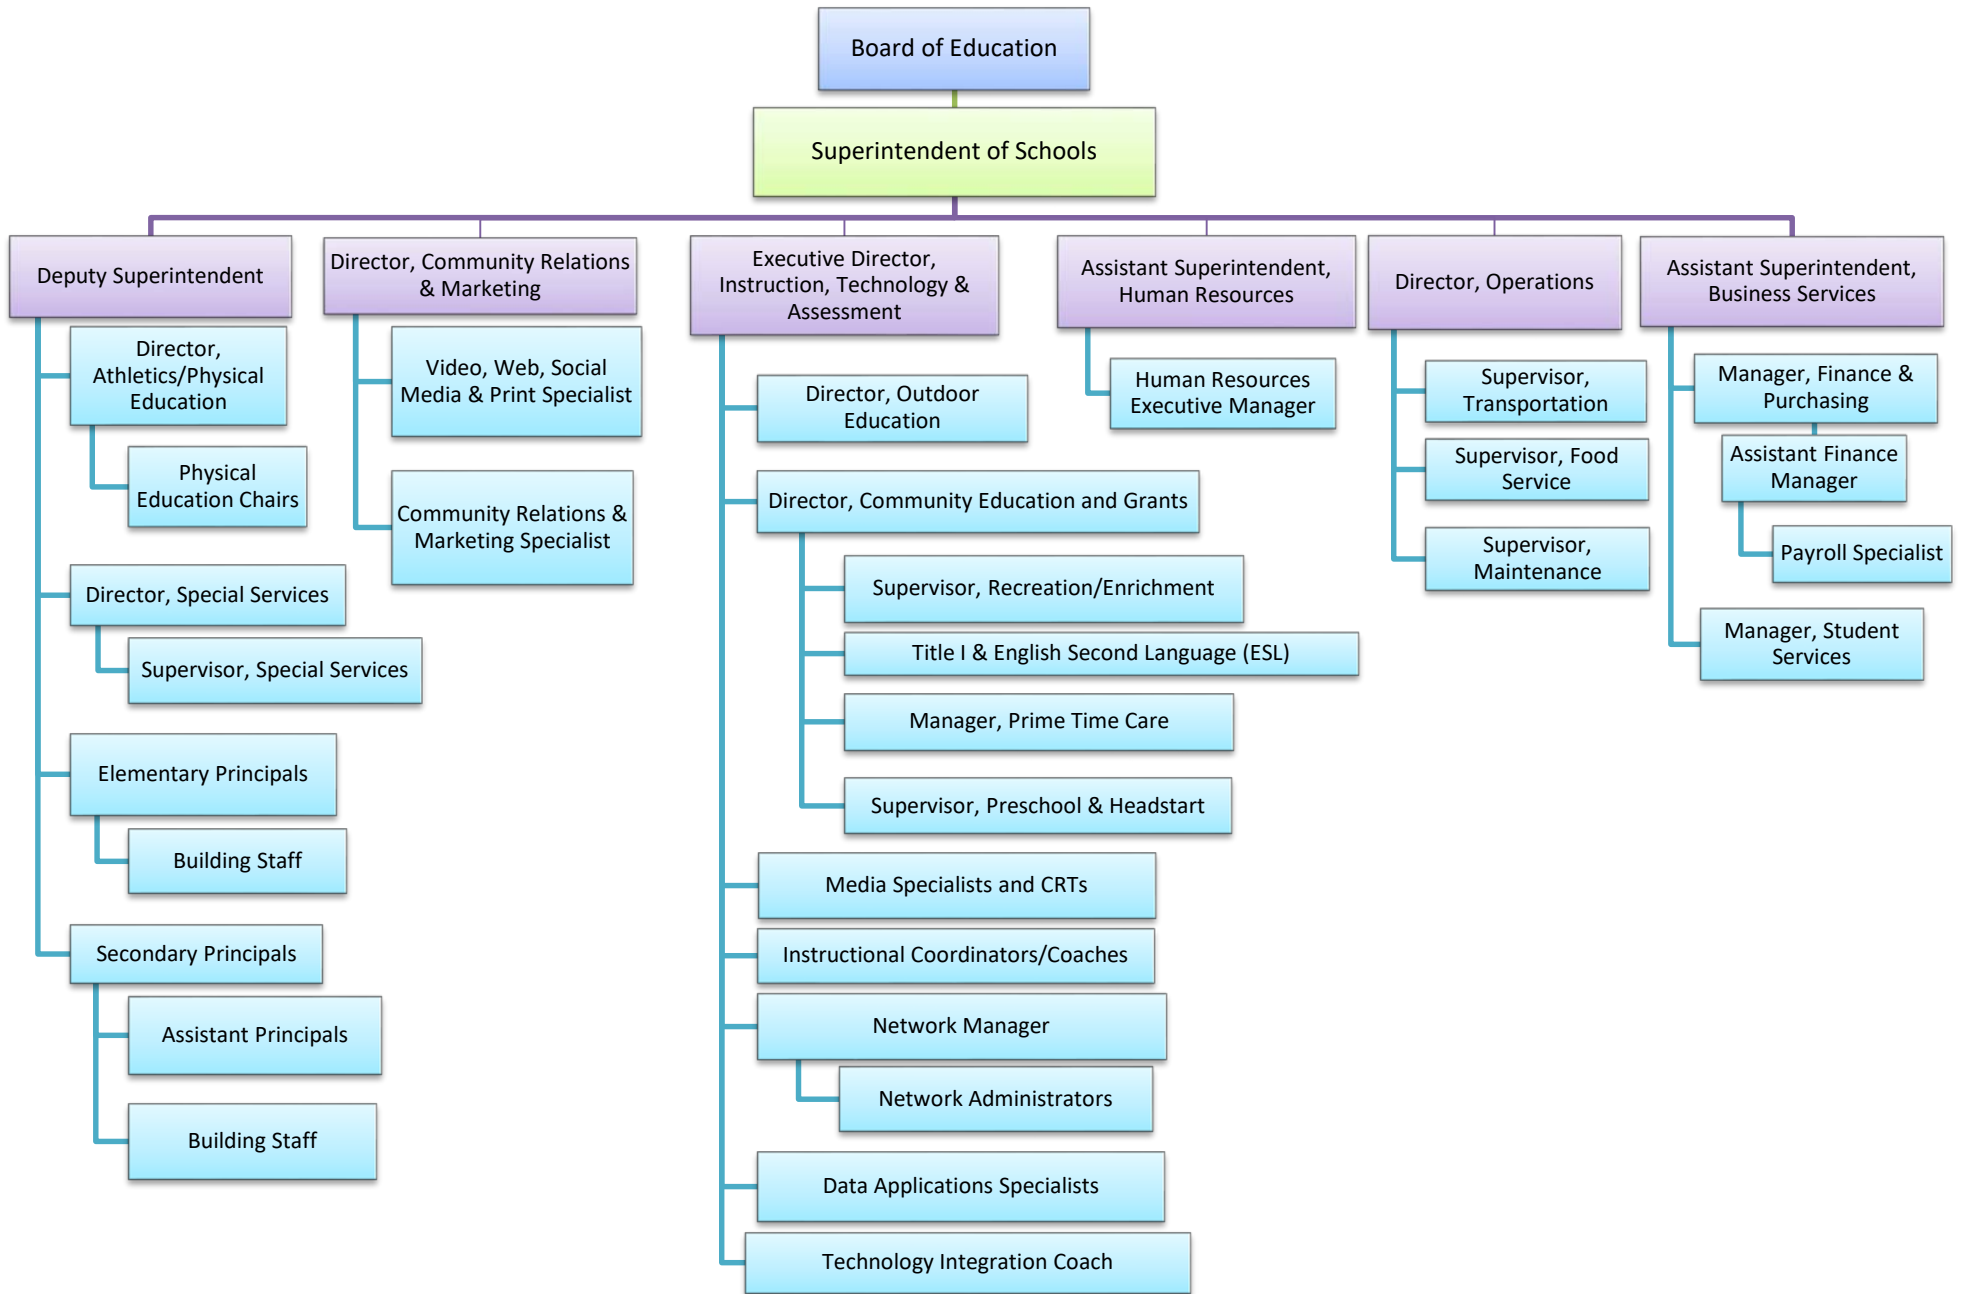 Board of Education
Superintendent of Schools
Deputy Superintendent
Director,
Athletics/Physical
Education
Physical
Education Chairs
Director, Special Services
Supervisor, Special Services
Elementary Principals
Building Staff
Secondary Principals
Assistant Principals
Building Staff
Director, Community Relations
& Marketing
Video, Web, Social
Media & Print Specialist
Community Relations &
Marketing Specialist
Executive Director,
Instruction, Technology &
Assessment
Director, Outdoor
Education
Director, Community Education and Grants
Supervisor, Recreation/Enrichment
Title I & English Second Language (ESL)
Manager, Prime Time Care
Supervisor, Preschool & Headstart
Media Specialists and CRTs
Instructional Coordinators/Coaches
Network Manager
Network Administrators
Data Applications Specialists
Technology Integration Coach
Assistant Superintendent,
Human Resources
Human Resources
Executive Manager
Director, Operations
Supervisor,
Transportation
Supervisor, Food
Service
Supervisor,
Maintenance
Assistant Superintendent,
Business Services
Manager, Finance &
Purchasing
Assistant Finance
Manager
Payroll Specialist
Manager, Student
Services